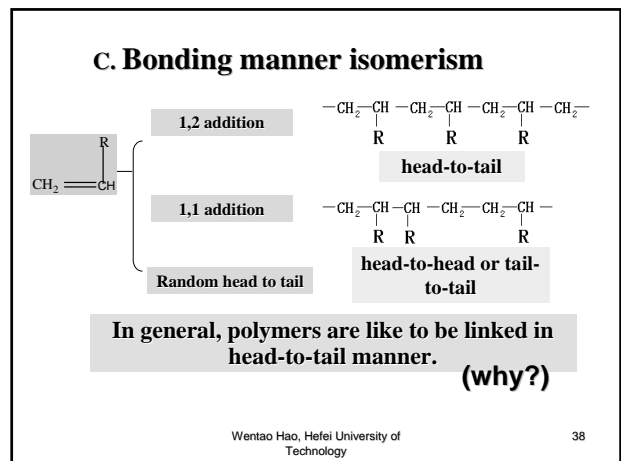 C. Bonding manner isomerism
R
CH2 CH
1,2 addition
—CH2—CH —CH2—CH —CH2—CH —CH2—
R R R
head-to-tail
1,1 addition
—CH2—CH—CH —CH2—CH2—CH —
R R R
head-to-head or tail-
to-tail
Random head to tail
In general, polymers are like to be linked in
head-to-tail manner.
(why?)
Wentao Hao, Hefei University of
Technology
38